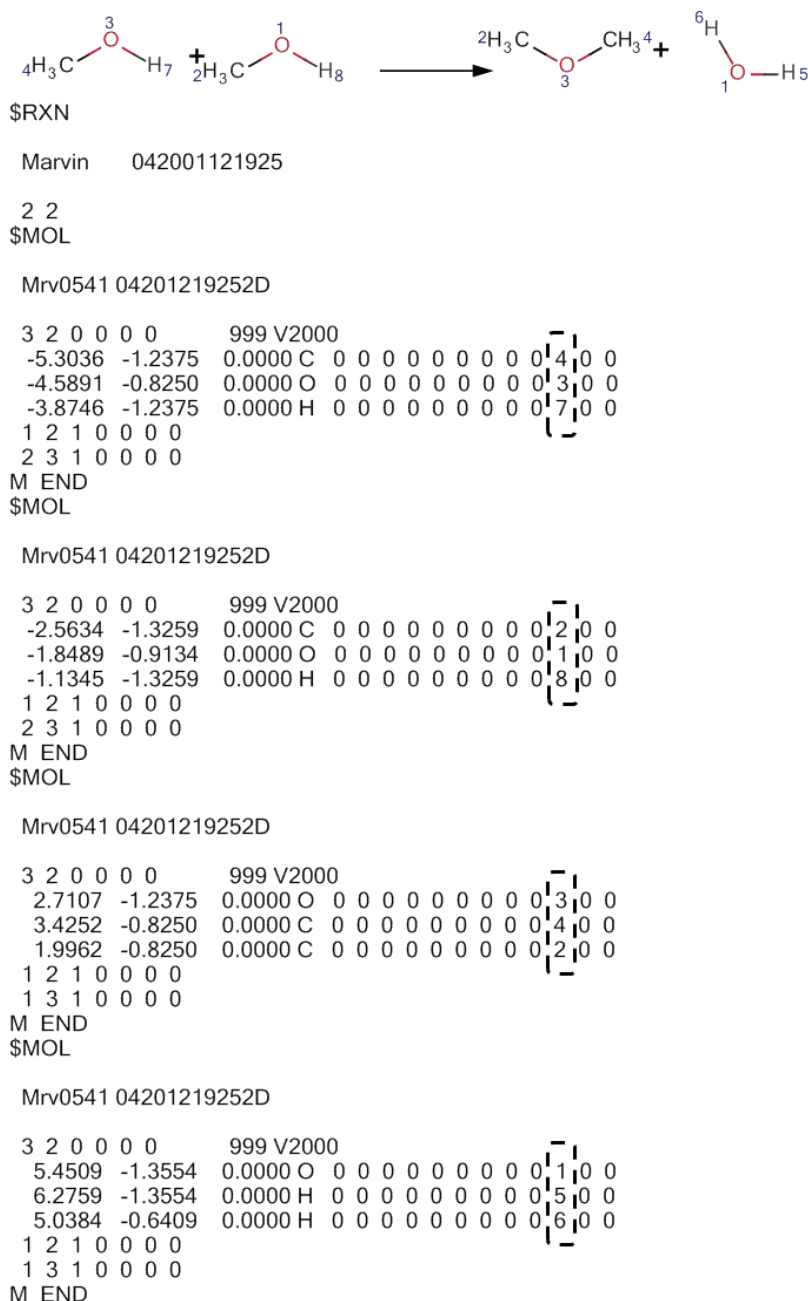 3 1 6
4H₃C O H7 + 2H₃C O H8 2H₃C O CH₃4 + H O H5
3 1
$RXN
Marvin 042001121925
2 2
$MOL
Mrv0541 04201219252D
3 2 0 0 0 0 999 V2000
-5.3036 -1.2375 0.0000 C 0 0 0 0 0 0 0 0 0 4 0 0
-4.5891 -0.8250 0.0000 O 0 0 0 0 0 0 0 0 0 3 0 0
-3.8746 -1.2375 0.0000 H 0 0 0 0 0 0 0 0 0 7 0 0
1 2 1 0 0 0 0
2 3 1 0 0 0 0
M END
$MOL
Mrv0541 04201219252D
3 2 0 0 0 0 999 V2000
-2.5634 -1.3259 0.0000 C 0 0 0 0 0 0 0 0 0 2 0 0
-1.8489 -0.9134 0.0000 O 0 0 0 0 0 0 0 0 0 1 0 0
-1.1345 -1.3259 0.0000 H 0 0 0 0 0 0 0 0 0 8 0 0
1 2 1 0 0 0 0
2 3 1 0 0 0 0
M END
$MOL
Mrv0541 04201219252D
3 2 0 0 0 0 999 V2000
2.7107 -1.2375 0.0000 O 0 0 0 0 0 0 0 0 0 3 0 0
3.4252 -0.8250 0.0000 C 0 0 0 0 0 0 0 0 0 4 0 0
1.9962 -0.8250 0.0000 C 0 0 0 0 0 0 0 0 0 2 0 0
1 2 1 0 0 0 0
1 3 1 0 0 0 0
M END
$MOL
Mrv0541 04201219252D
3 2 0 0 0 0 999 V2000
5.4509 -1.3554 0.0000 O 0 0 0 0 0 0 0 0 0 1 0 0
6.2759 -1.3554 0.0000 H 0 0 0 0 0 0 0 0 0 5 0 0
5.0384 -0.6409 0.0000 H 0 0 0 0 0 0 0 0 0 6 0 0
1 2 1 0 0 0 0
1 3 1 0 0 0 0
M END